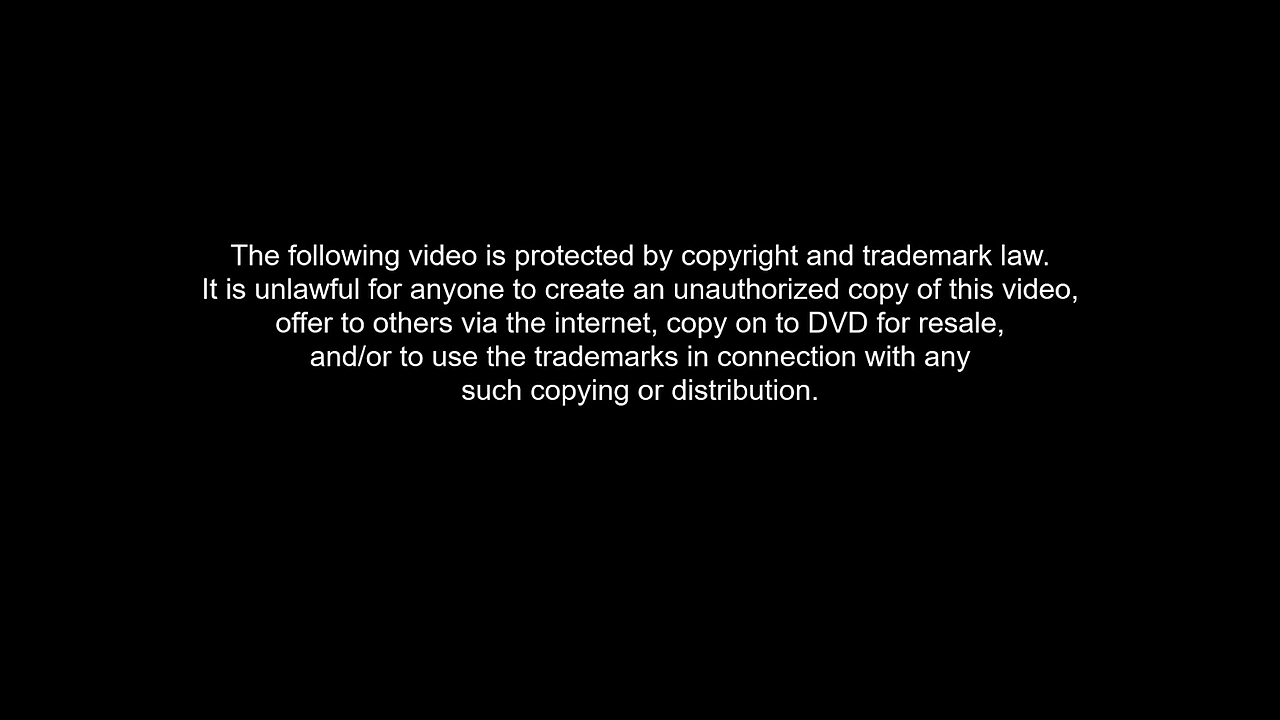 The following video is protected by copyright and trademark law.
It is unlawful for anyone to create an unauthorized copy of this video,
offer to others via the internet, copy on to DVD for resale,
and/or to use the trademarks in connection with any
such copying or distribution.